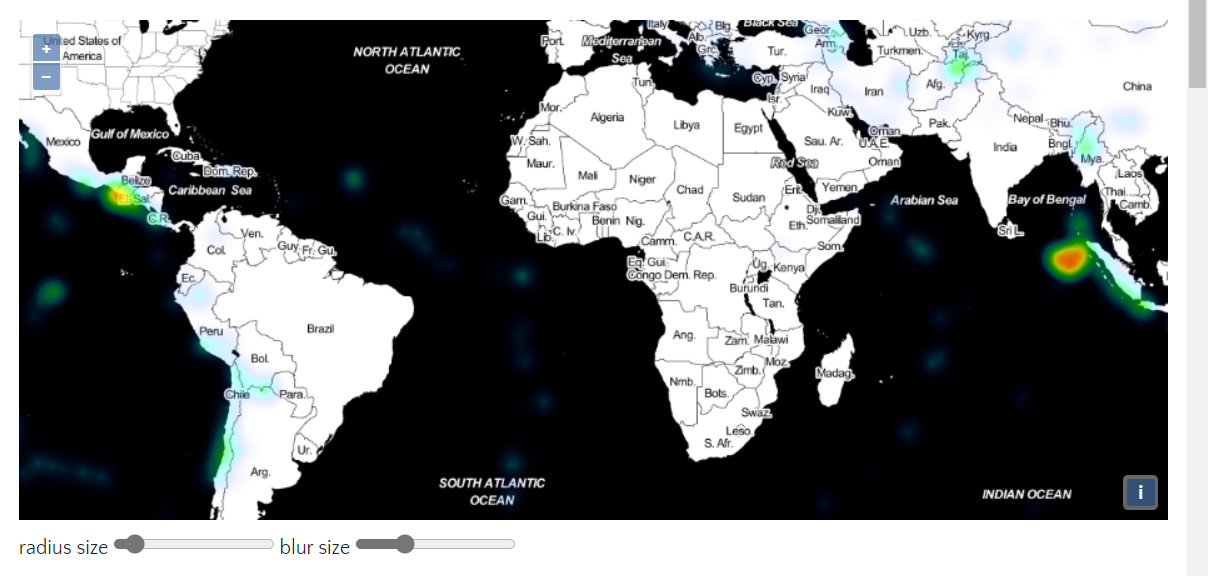 United States of
America
NORTH ATLANTIC
OCEAN
Port.
Italy
Mediterranean
Sea
Alb.
Blg.
Grc.
Black Sea
Geor.
Arm.
Tur.
Uzb.
Kyrg.
Turkmen.
Taj.
Cyp.
Syria
Iraq
Iran
Afg.
China
Tun.
Isr.
Mor.
Algeria
Libya
Egypt
Kuw.
Pak.
Nepal
Bhu.
Mexico
Gulf of Mexico
W. Sah.
Sau. Ar.
Oman
U.A.E.
India
Bngl.
Mya.
Cuba
Dom. Rep.
Maur.
Mali
Niger
Red Sea
Oman
Laos
Belize
Caribbean Sea
El Sal.
Chad
Sudan
Erit.
Yemen
Arabian Sea
Bay of Bengal
Thai.
Camb.
C.R.
Gam.
Gui.
Burkina Faso
Benin
Nig.
Dji.
Somaliland
Eth.
Sri L.
Ven.
Guy.
Fr. Gu.
Col.
Lib.
C. Iv.
Camm.
C.A.R.
Som.
Ec.
Eq. Gui.
Congo
Dem. Rep.
Ug.
Kenya
Burundi
Tan.
Peru
Brazil
Ang.
Zam.
Malawi
Bol.
Moz.
Zimb.
Madag.
Chile
Para.
Nmb.
Bots.
Swaz.
Leso.
S. Afr.
Ur.
Arg.
SOUTH ATLANTIC
OCEAN
INDIAN OCEAN
+
–
i
radius size
blur size